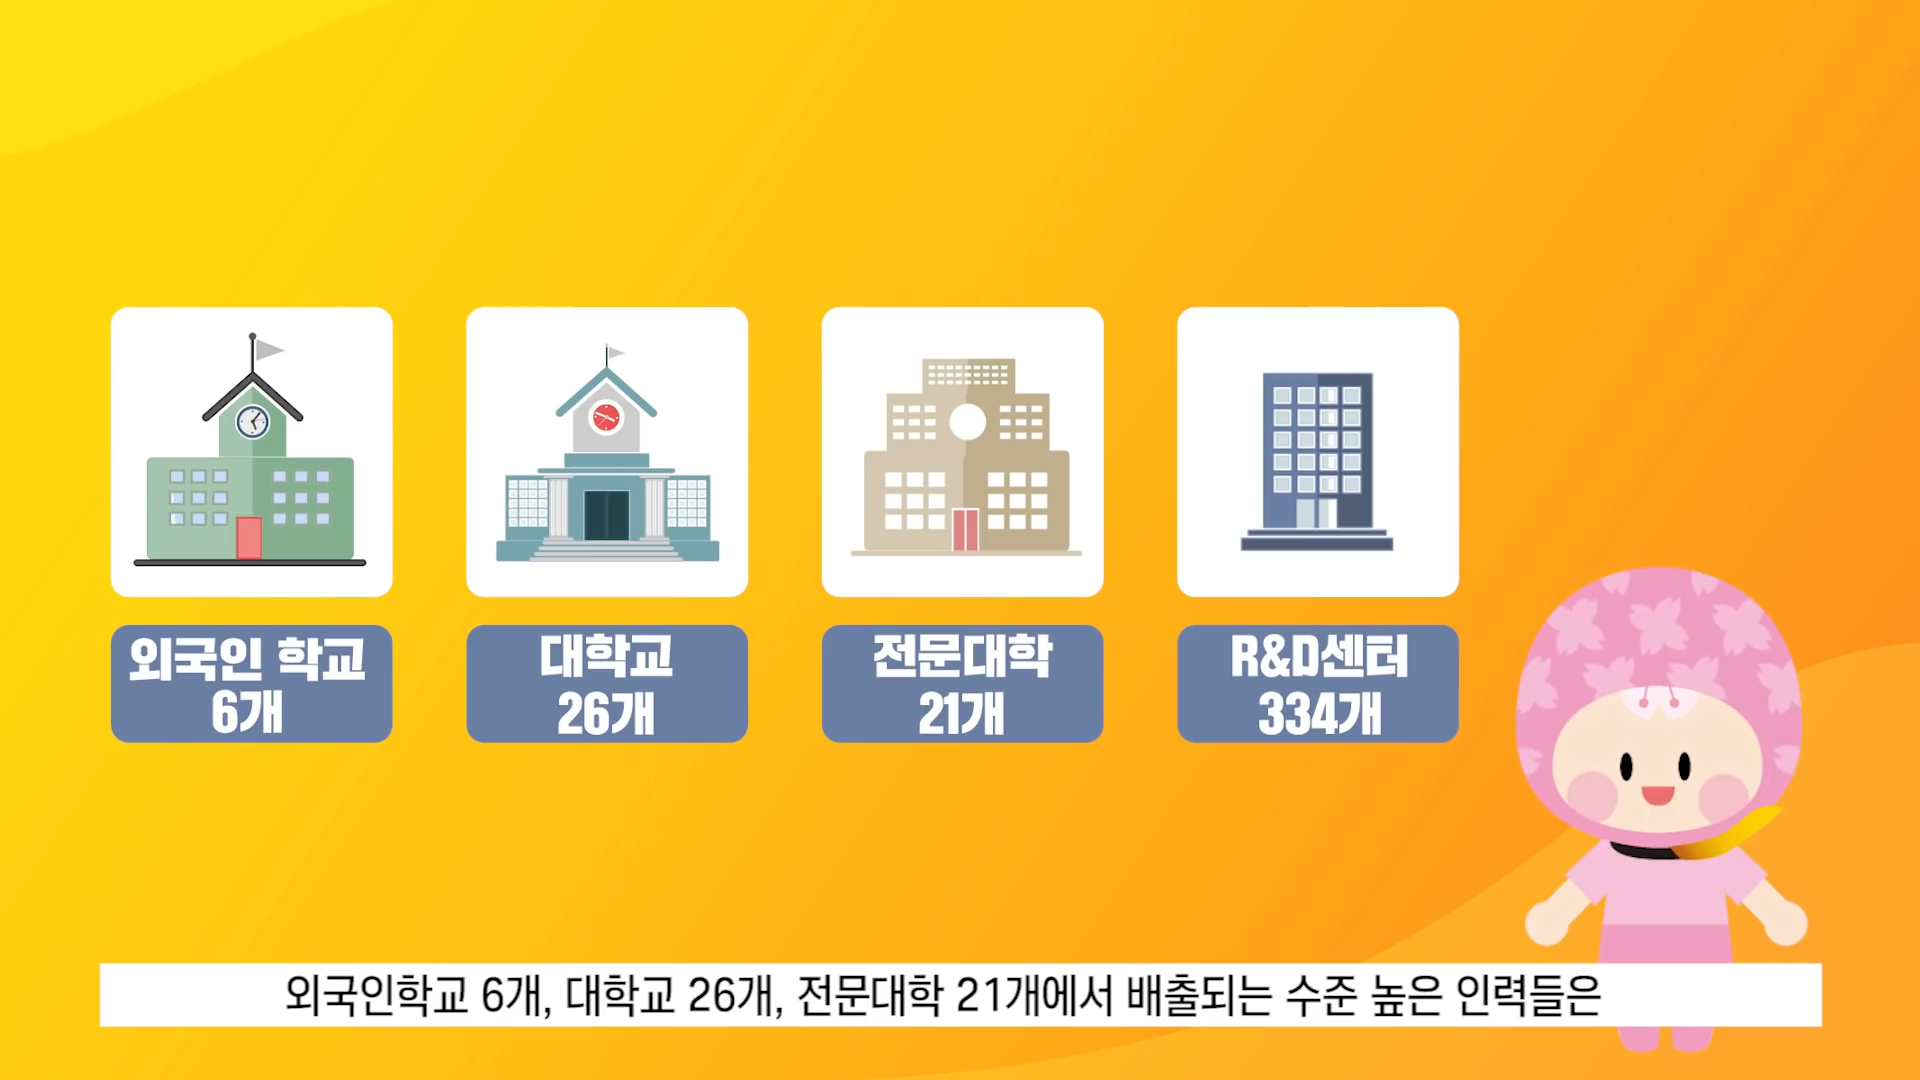 외국인 학교
6개
대학교
26개
전문대학
21개
R&D센터
334개
외국인학교 6개, 대학교 26개, 전문대학 21개에서 배출되는 수준 높은 인력들은